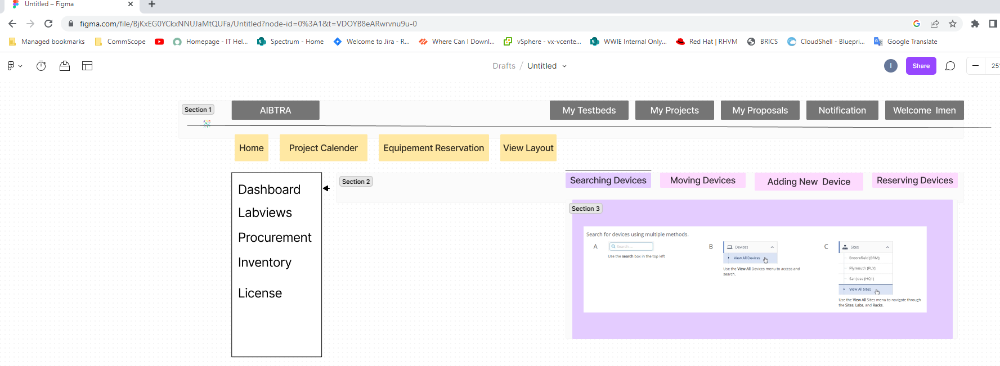 Untitled – Figma
figma.com/file/BjKxEG0YCkxNNUJaMtQUFa/Untitled?node-id=0%3A1&t=VDOYB8eARwrvnu9u-0
Managed bookmarks CommScope Homepage - IT Hel... Spectrum - Home Welcome to Jira - R... Where Can I Downl... vSphere - vx-vcente... WWIE Internal Only... Red Hat | RHVM BRICS CloudShell - Bluepri... Google Translate
Drafts / Untitled
I Share 25
Section 1 AIBTRA My Testbeds My Projects My Proposals Notification Welcome Imen
Home Project Calender Equipement Reservation View Layout
Section 2 Searching Devices Moving Devices Adding New Device Reserving Devices
Dashboard
Labviews
Procurement
Inventory
License
Section 3
Search for devices using multiple methods.
A
Search ...
Use the search box in the top left
B
Devices
View All Devices
Use the View All Devices menu to access and
search.
C
Sites
Broomfield (BRM)
Plymouth (PLY)
San Jose (HQ1)
View All Sites
Use the View All Sites menu to navigate through
the Sites, Labs, and Racks.